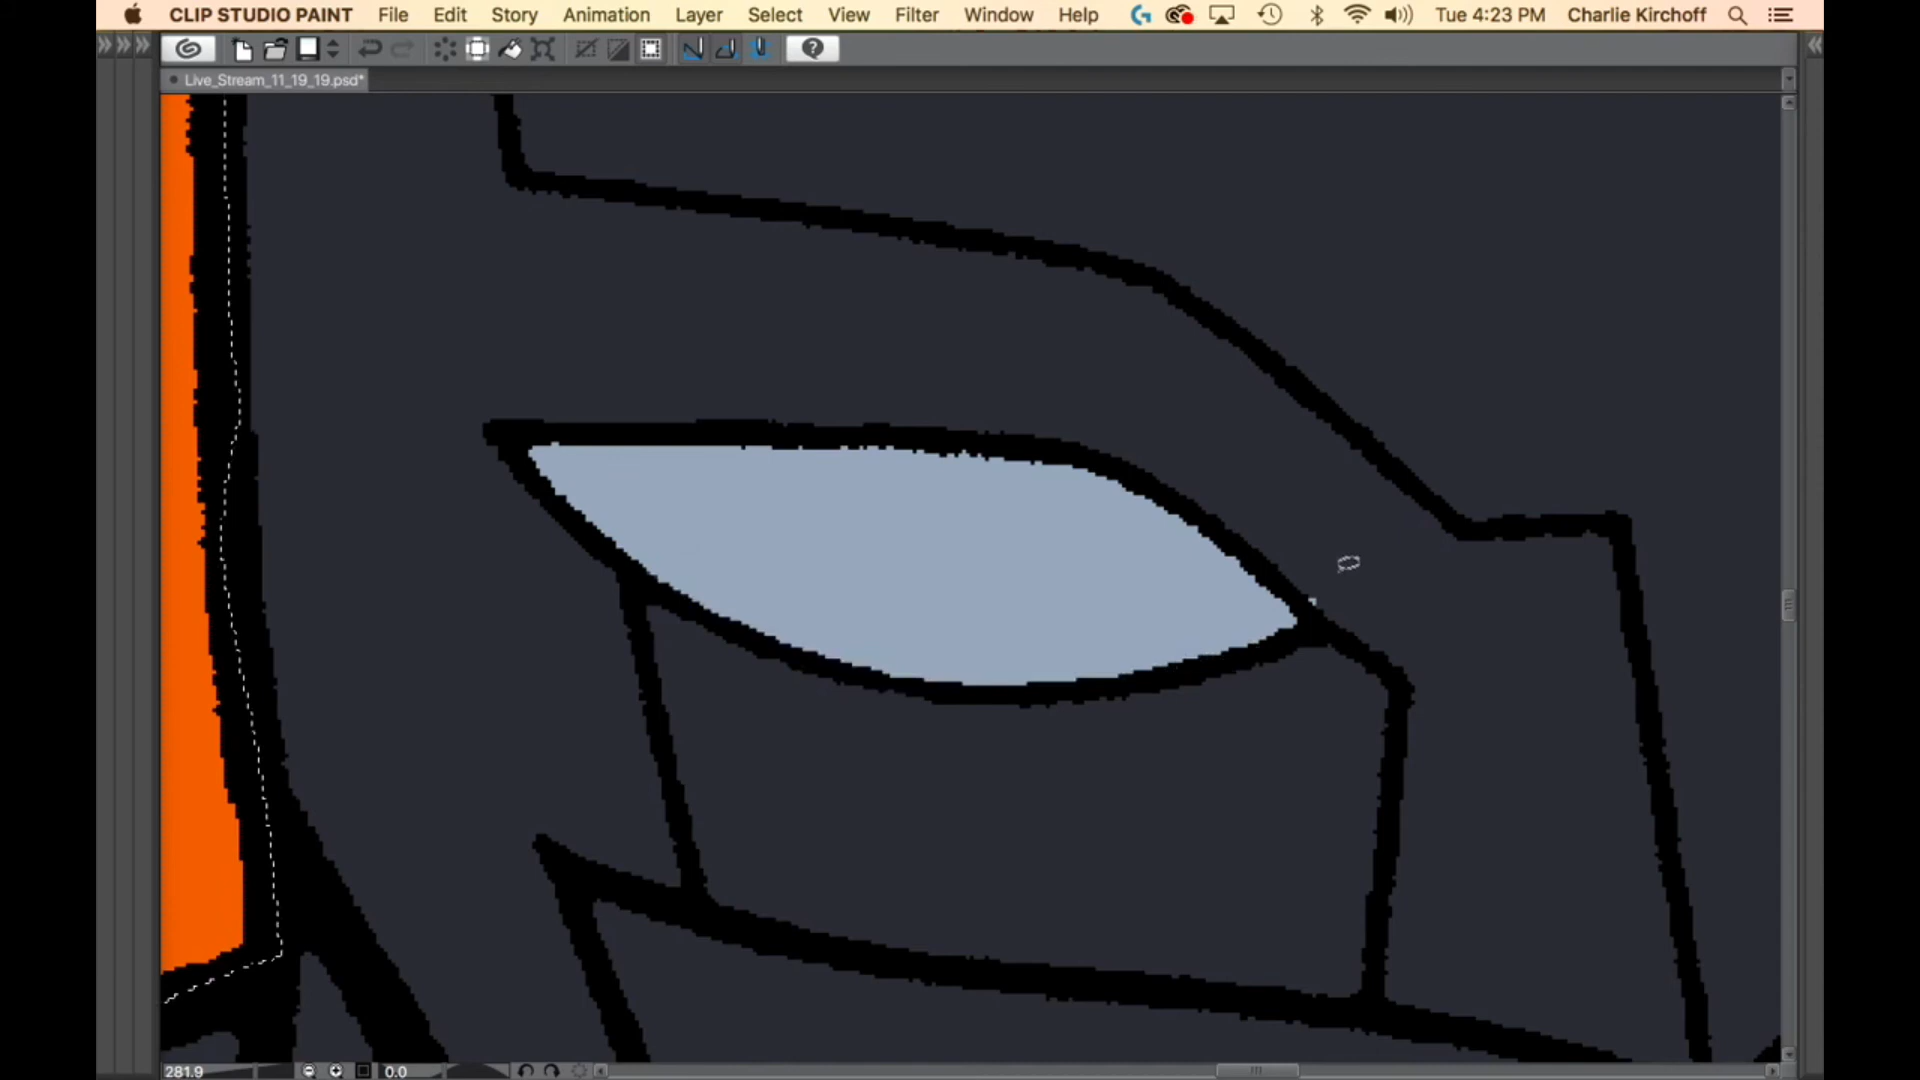 CLIP STUDIO PAINT File Edit Story Animation Layer Select View Filter Window Help Tue 4:23 PM Charlie Kirchoff
Live_Stream_11_19_19.psd*
281.9 0.0